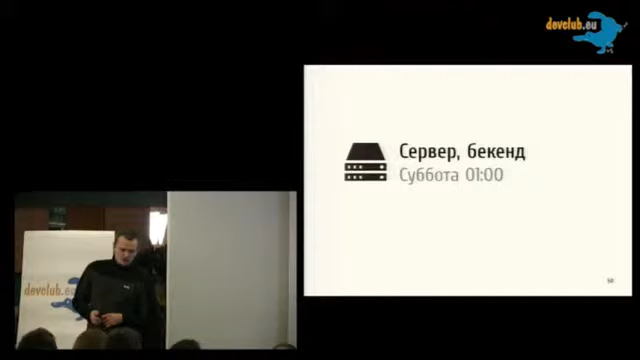 devclub.eu
Сервер, бекенд
Суббота 01:00
50
devclub.eu